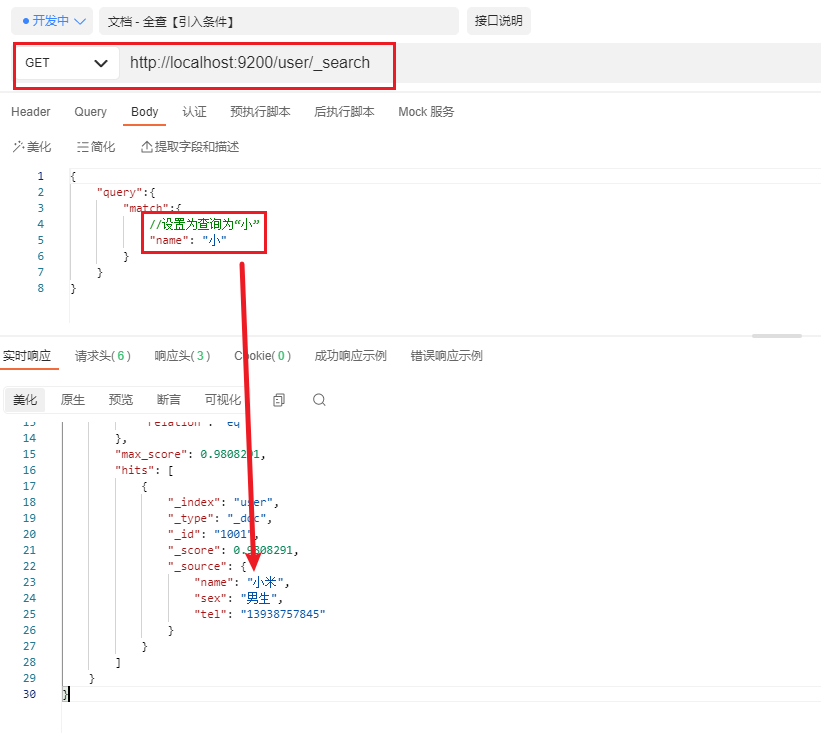 开发中 文档 - 全查【引入条件】 接口说明
GET http://localhost:9200/user/_search
Header Query Body 认证 预执行脚本 后执行脚本 Mock 服务
美化 简化 提取字段和描述
1 {
2 "query":{
3 "match":{
4 //设置为查询为“小”
5 "name": "小"
6 }
7 }
8 }
实时响应 请求头(6) 响应头(3) Cookie(0) 成功响应示例 错误响应示例
美化 原生 预览 断言 可视化
13 "relation": "eq"
14 },
15 "max_score": 0.9808291,
16 "hits": [
17 {
18 "_index": "user",
19 "_type": "_doc",
20 "_id": "1001",
21 "_score": 0.9808291,
22 "_source": {
23 "name": "小米",
24 "sex": "男生",
25 "tel": "13938757845"
26 }
27 }
28 ]
29 }
30 }